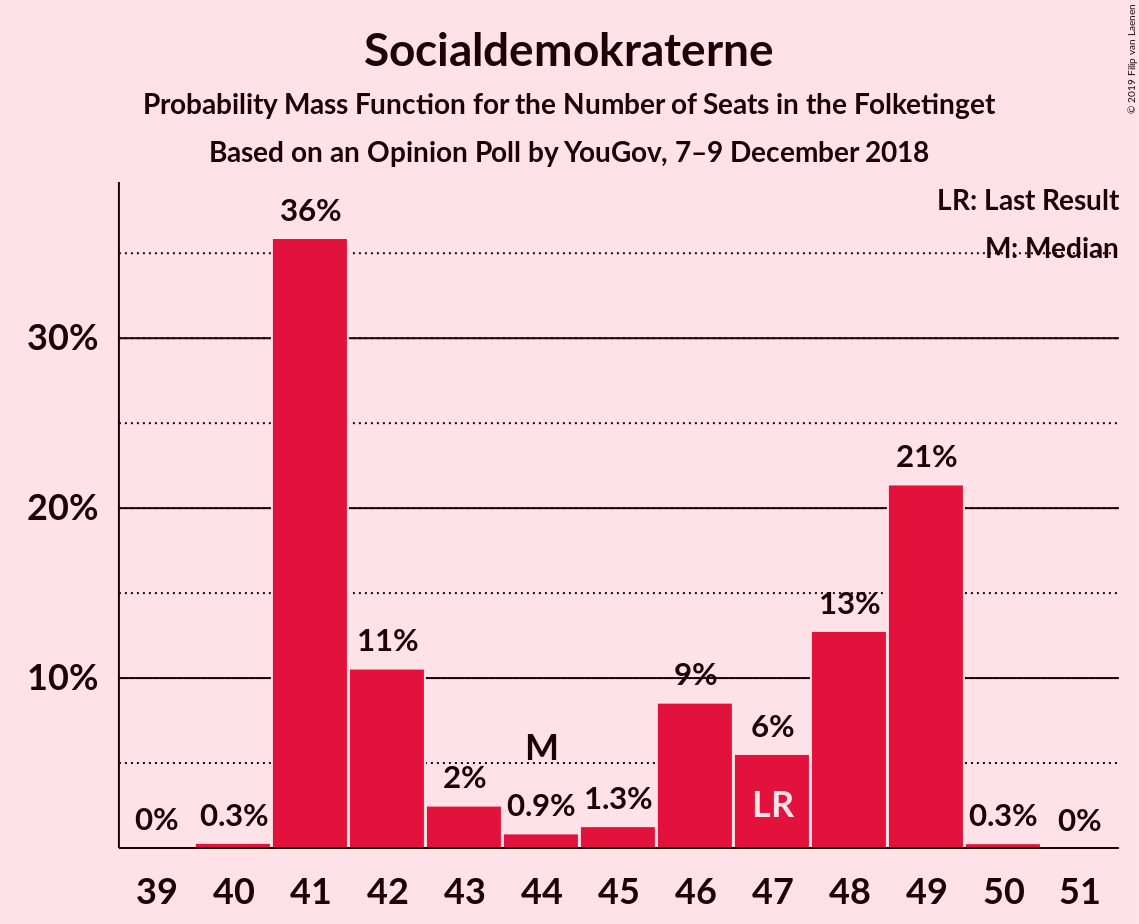 Socialdemokraterne
Probability Mass Function for the Number of Seats in the Folketinget
Based on an Opinion Poll by YouGov, 7–9 December 2018
© 2019 Filip van Laenen
LR: Last Result
M: Median
30%
20%
10%
0%
0.3%
36%
11%
2%
M
0.9%
1.3%
9%
6%
LR
13%
21%
0.3%
0%
39 40 41 42 43 44 45 46 47 48 49 50 51